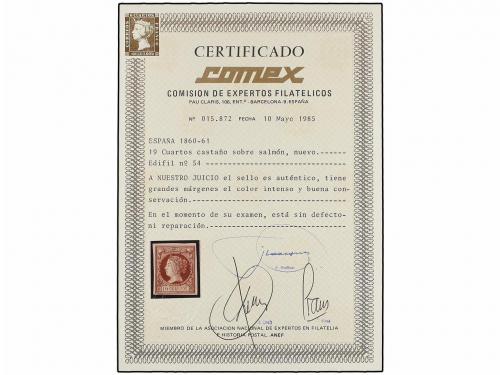 CERTIFICADO
comex
COMISION DE EXPERTOS FILATELICOS
PAU CLARIS, 108, ENT.º - BARCELONA-9-ESPAÑA
Nº 015.872 FECHA 10 Mayo 1985
ESPAÑA 1860-61
19 Cuartos castaño sobre salmón, nuevo.------
Edifil nº 54
A NUESTRO JUICIO el sello es auténtico, tiene
grandes márgenes el color intenso y buena con-
servación.
En el momento de su examen, está sin defecto-
ni reparación.
MIEMBRO DE LA ASOCIACION NACIONAL DE EXPERTOS EN FILATELIA
E HISTORIA POSTAL. ANEF